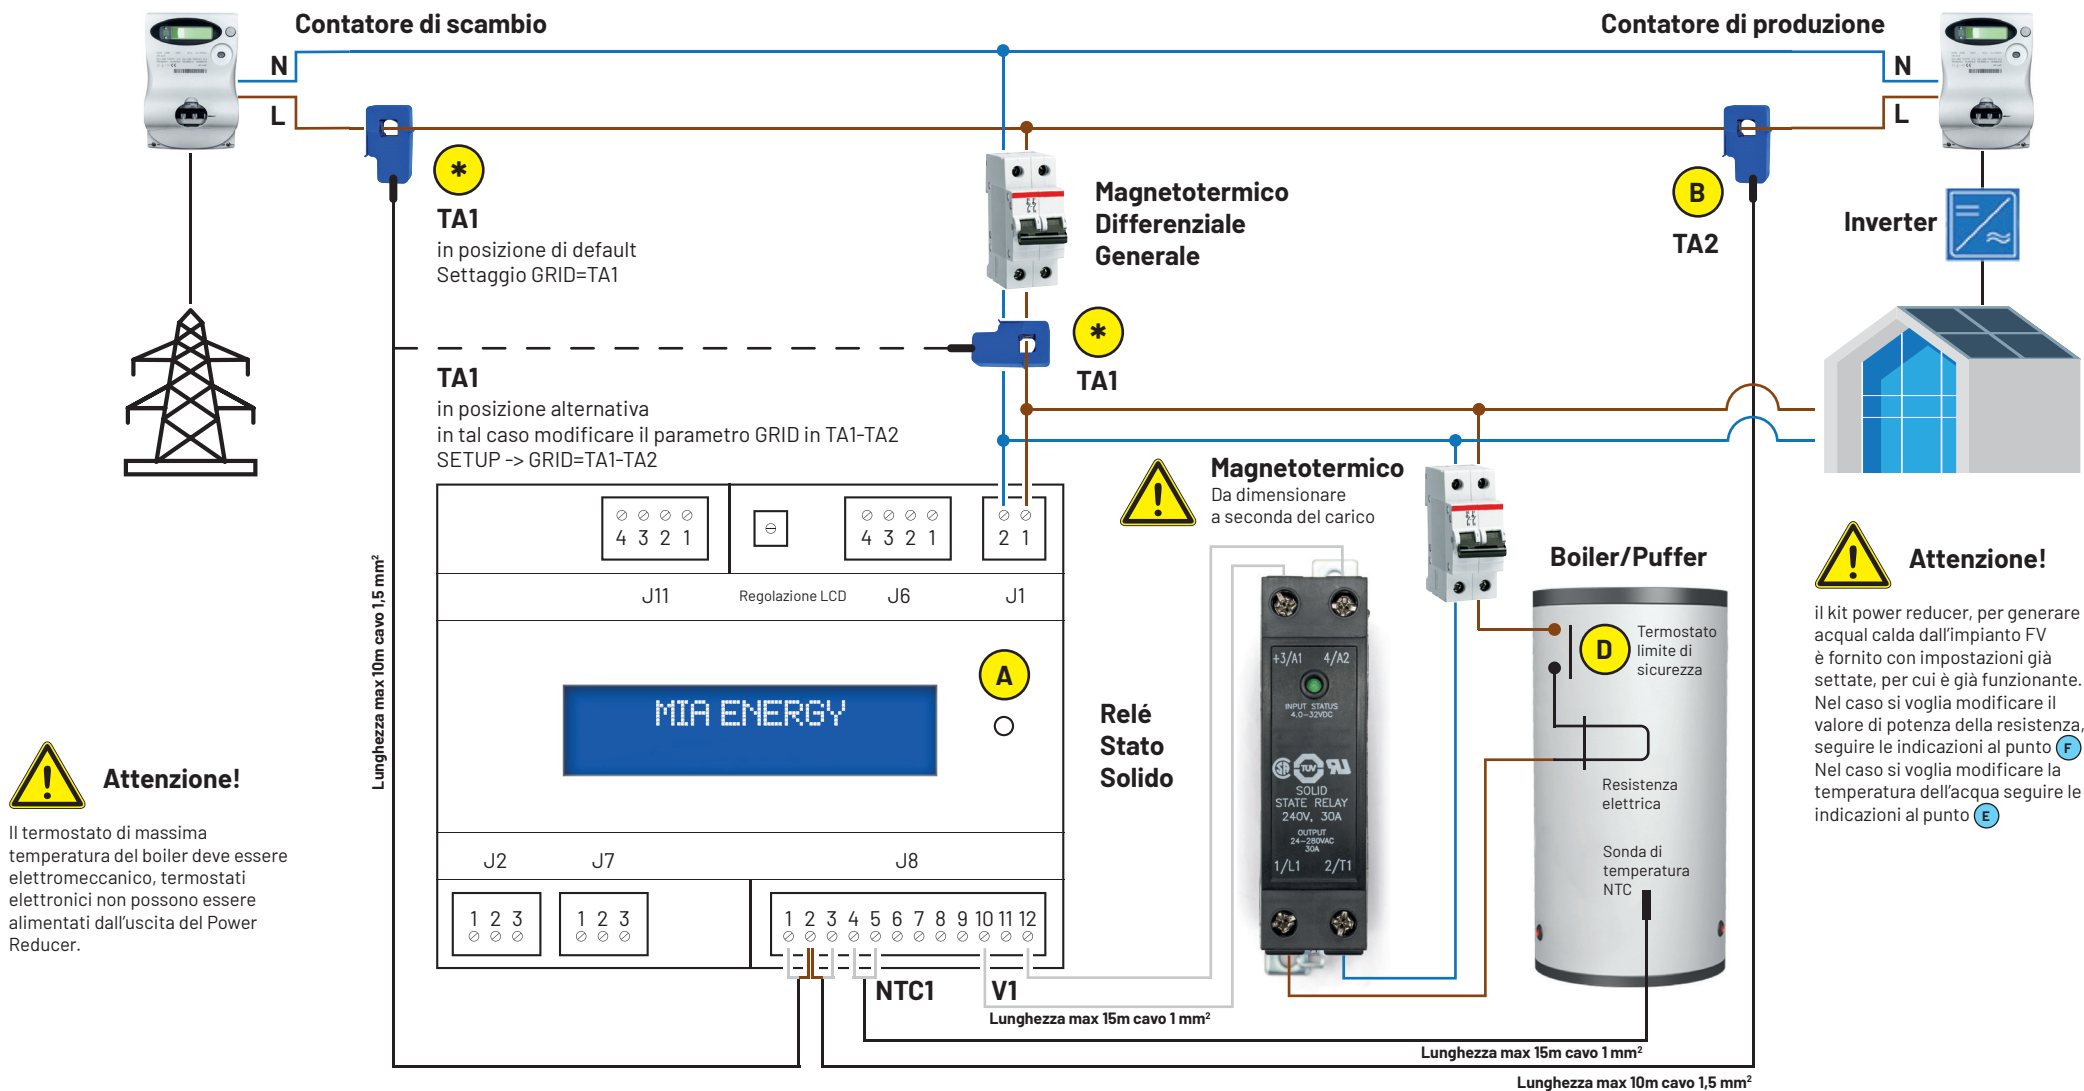 Contatore di scambio
Contatore di produzione
N
L
N
L
*
TA1
in posizione di default
Settaggio GRID=TA1
Magnetotermico
Differenziale
Generale
B
TA2
Inverter
*
TA1
TA1
in posizione alternativa
in tal caso modificare il parametro GRID in TA1-TA2
SETUP -> GRID=TA1-TA2
Magnetotermico
Da dimensionare
a seconda del carico
4 3 2 1
4 3 2 1
2 1
J11
Regolazione LCD
J6
J1
Lunghezza max 10m cavo 1,5 mm²
MIA ENERGY
A
Relé
Stato
Solido
+3/A1 4/A2
INPUT STATUS
4.0-32VDC
SOLID
STATE RELAY
240V, 30A
OUTPUT
24-280VAC
30A
1/L1 2/T1
Boiler/Puffer
D
Termostato
limite di
sicurezza
Resistenza
elettrica
Sonda di
temperatura
NTC
Attenzione!
il kit power reducer, per generare
acqual calda dall'impianto FV
è fornito con impostazioni già
settate, per cui è già funzionante.
Nel caso si voglia modificare il
valore di potenza della resistenza,
seguire le indicazioni al punto F
Nel caso si voglia modificare la
temperatura dell'acqua seguire le
indicazioni al punto E
Attenzione!
Il termostato di massima
temperatura del boiler deve essere
elettromeccanico, termostati
elettronici non possono essere
alimentati dall'uscita del Power
Reducer.
J2
J7
J8
1 2 3
1 2 3
1 2 3 4 5 6 7 8 9 10 11 12
NTC1
V1
Lunghezza max 15m cavo 1 mm²
Lunghezza max 15m cavo 1 mm²
Lunghezza max 10m cavo 1,5 mm²